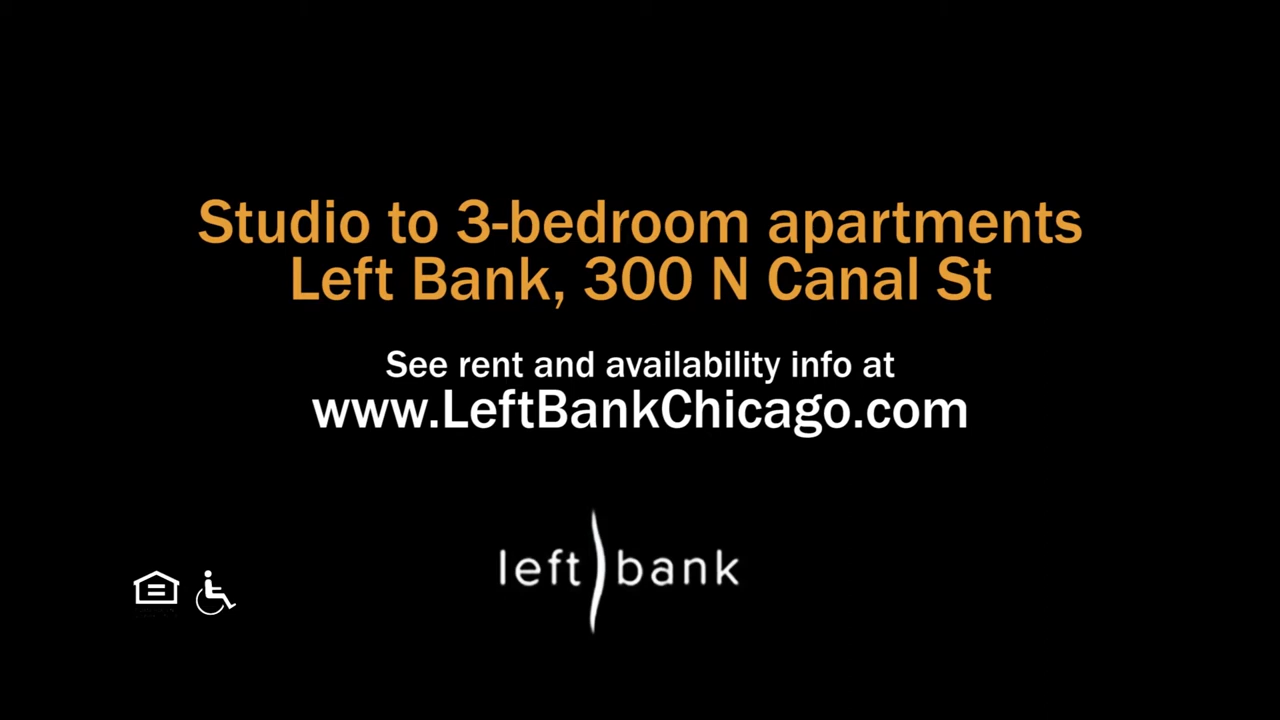 Studio to 3-bedroom apartments
Left Bank, 300 N Canal St
See rent and availability info at
www.LeftBankChicago.com
left bank